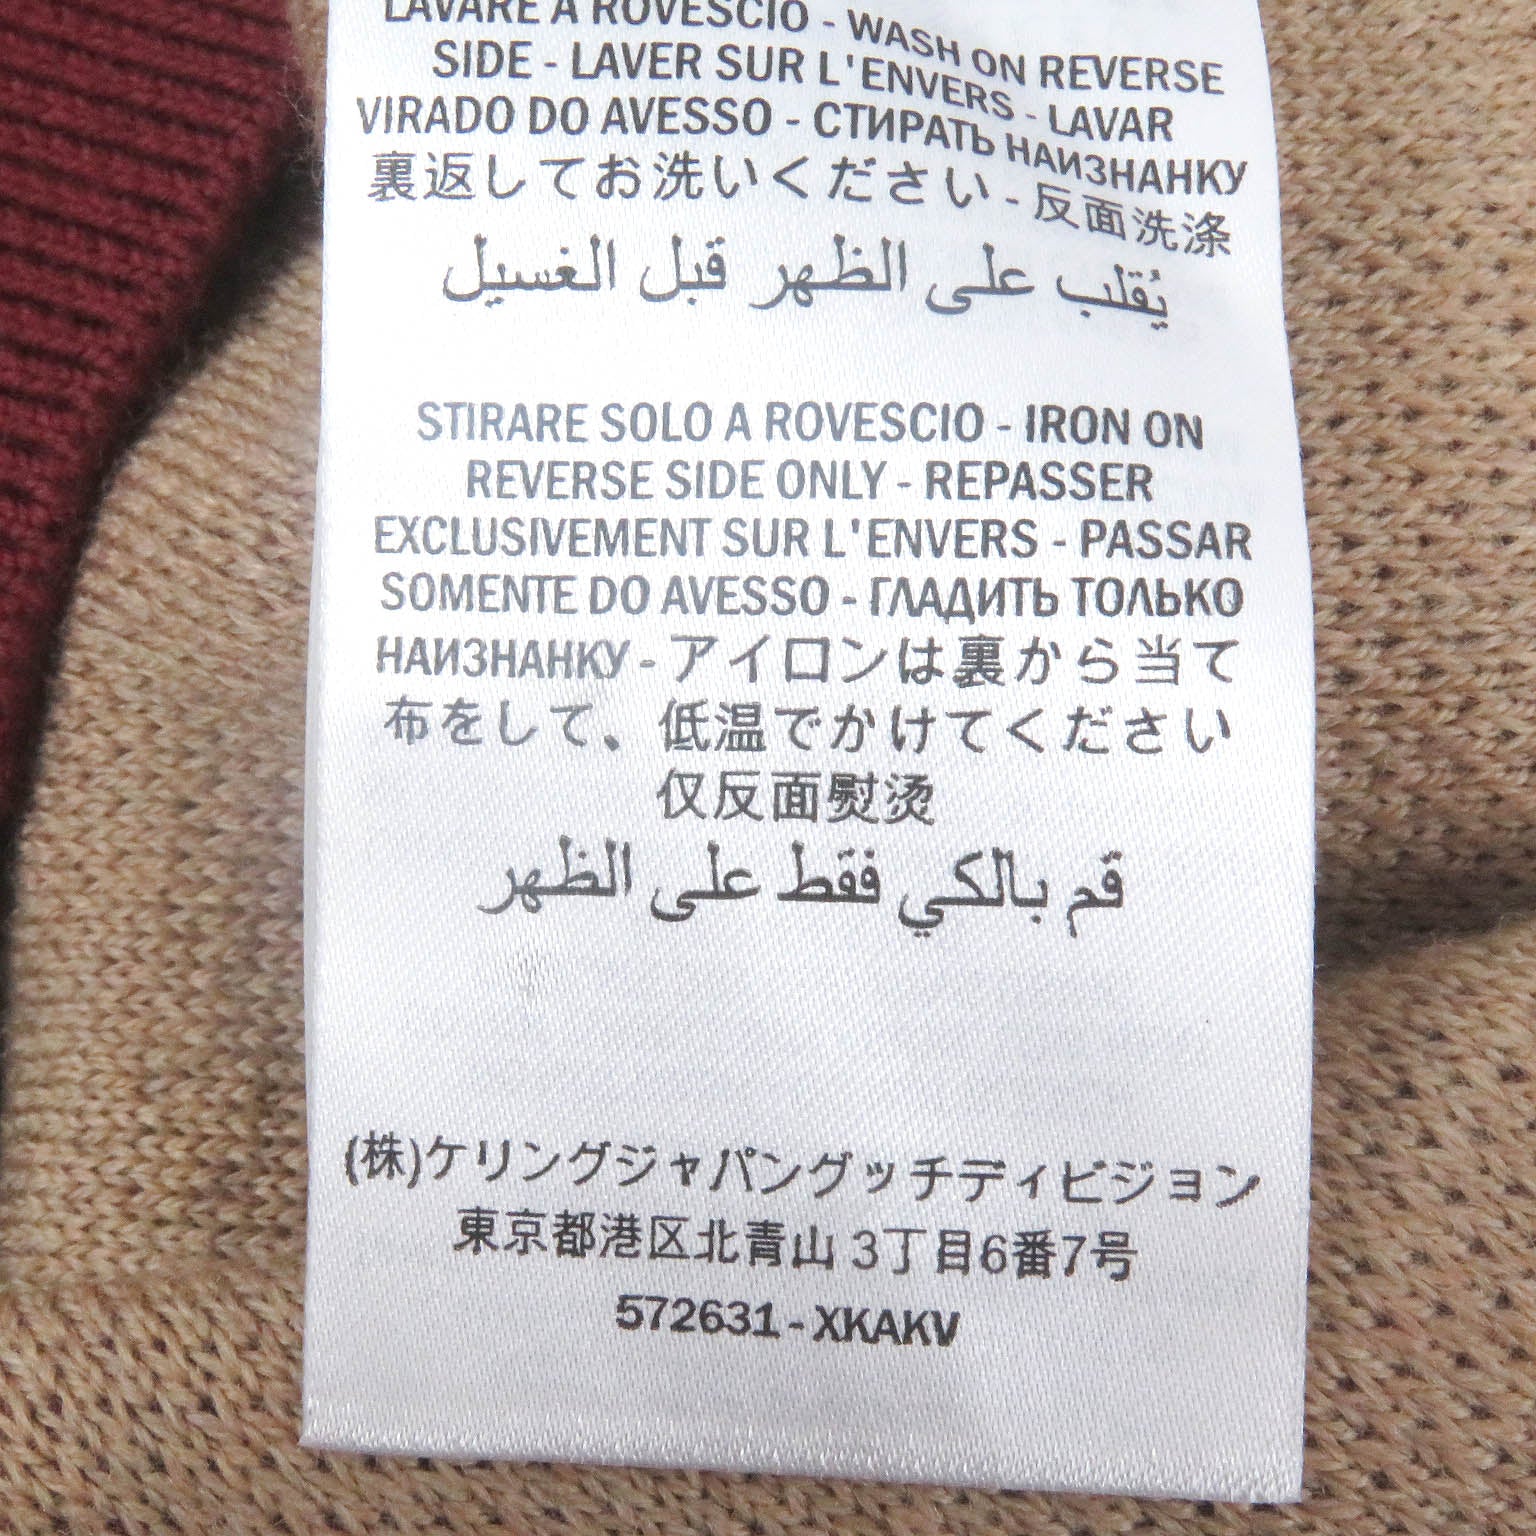 LAVARE A ROVESCIO - WASH ON REVERSE
SIDE - LAVER SUR L'ENVERS - LAVAR
VIRADO DO AVESSO - СТИРАТЬ НАИЗНАНКУ
裏返してお洗いください - 反面洗涤
يُقلب على الظهر قبل الغسيل
STIRARE SOLO A ROVESCIO - IRON ON
REVERSE SIDE ONLY - REPASSER
EXCLUSIVEMENT SUR L'ENVERS - PASSAR
SOMENTE DO AVESSO - ГЛАДИТЬ ТОЛЬКО
НАИЗНАНКУ - アイロンは裏から当て
布をして、低温でかけてください
仅反面熨烫
قم بالكي فقط على الظهر
(株)ケリングジャパングッチディビジョン
東京都港区北青山 3丁目6番7号
572631 - XKAKV